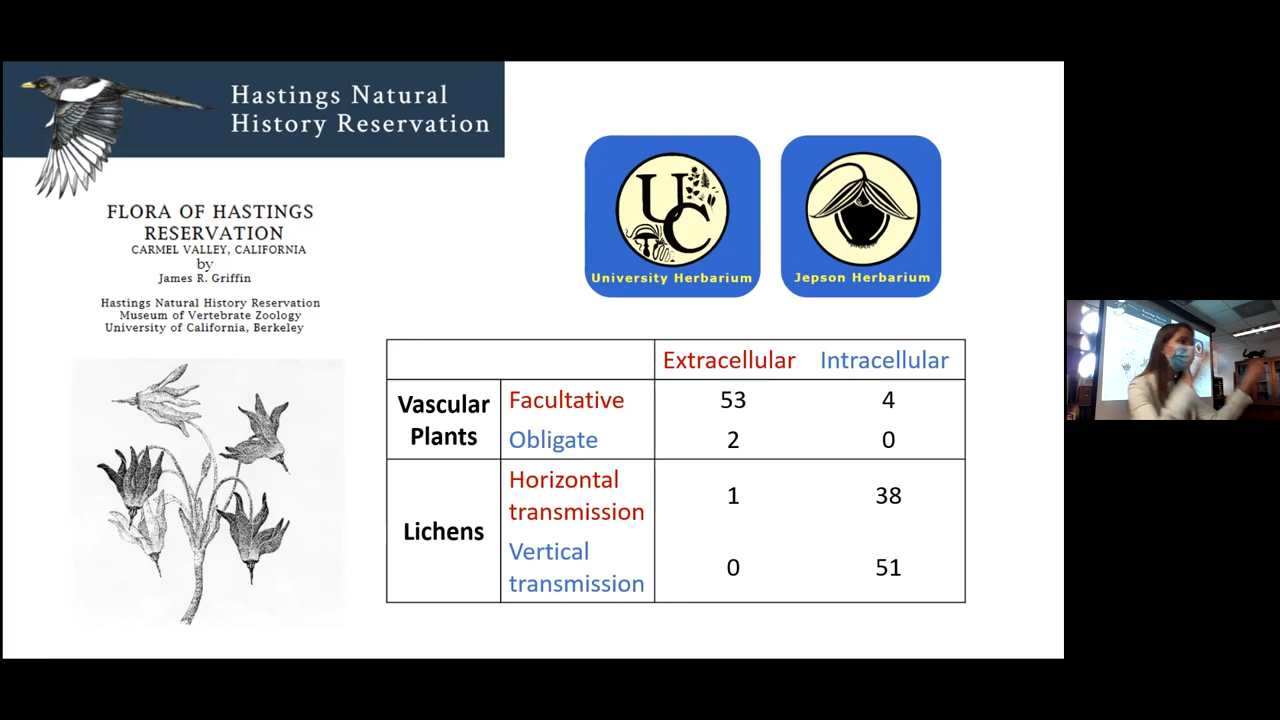 Hastings Natural
History Reservation
FLORA OF HASTINGS
RESERVATION
CARMEL VALLEY, CALIFORNIA
by
James R. Griffin
Hastings Natural History Reservation
Museum of Vertebrate Zoology
University of California, Berkeley
UC
University Herbarium
Jepson Herbarium
Extracellular Intracellular
Vascular
Plants
Facultative 53 4
Obligate 2 0
Lichens
Horizontal
transmission 1 38
Vertical
transmission 0 51